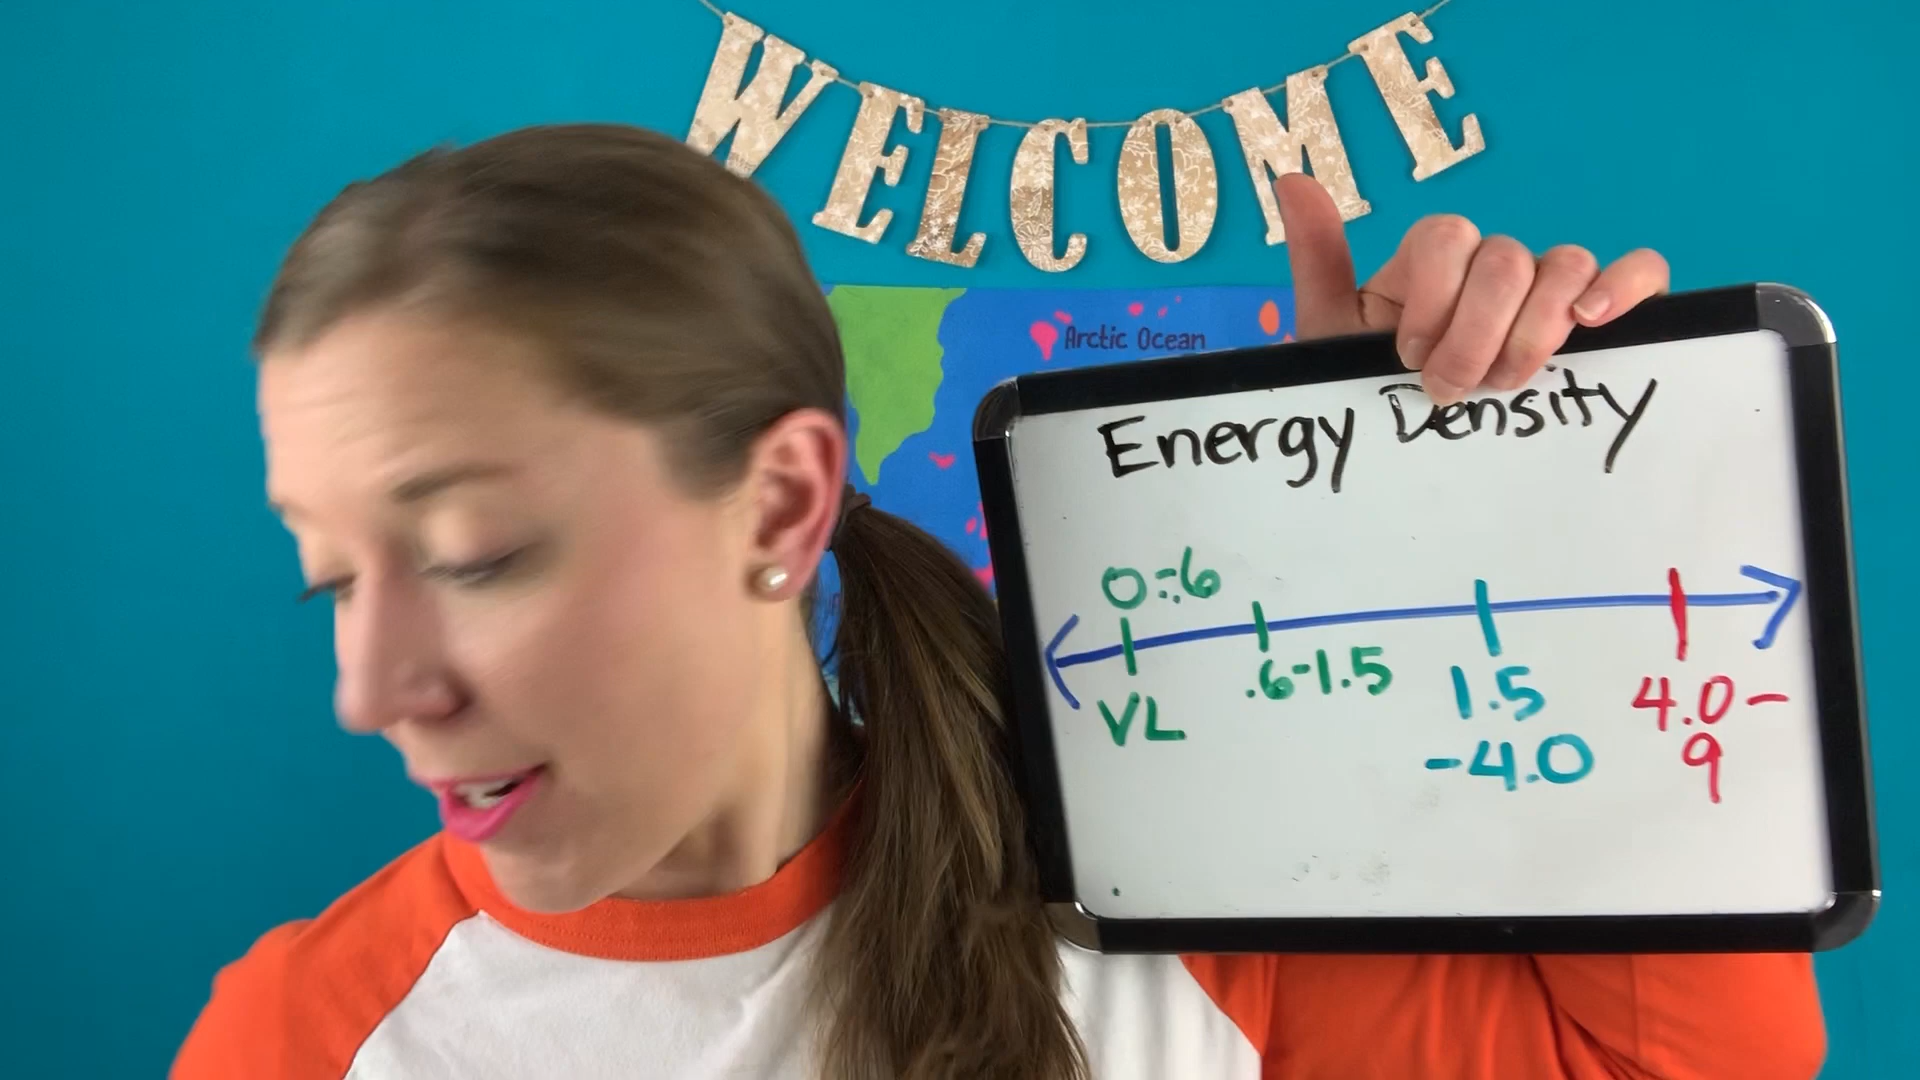 WELCOME
Arctic Ocean
Energy Density
0-.6
VL
.6-1.5
1.5
-4.0
4.0-
9